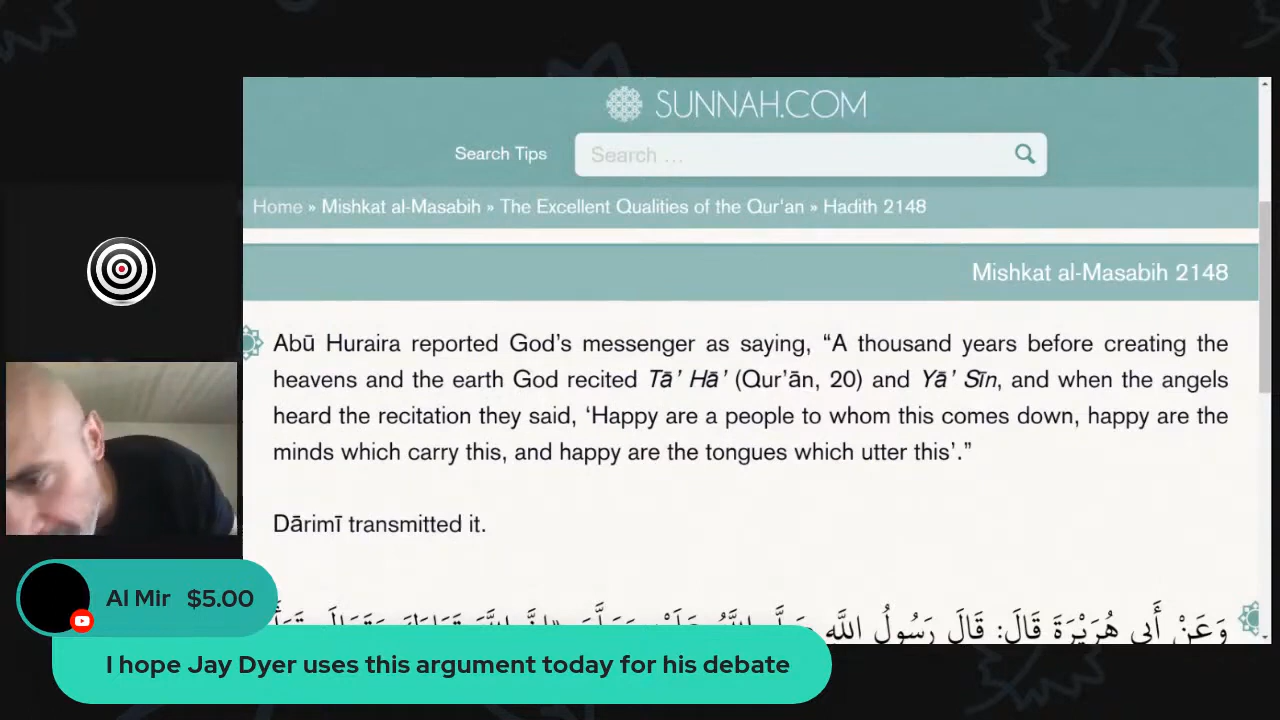 SUNNAH.COM
Search Tips
Search ...
Home » Mishkat al-Masabih » The Excellent Qualities of the Qur'an » Hadith 2148
Mishkat al-Masabih 2148
Abū Huraira reported God’s messenger as saying, “A thousand years before creating the
heavens and the earth God recited Tā’ Hā’ (Qur’ān, 20) and Yā’ Sīn, and when the angels
heard the recitation they said, ‘Happy are a people to whom this comes down, happy are the
minds which carry this, and happy are the tongues which utter this’.”
Dārimī transmitted it.
وَعَنْ أَبِي هُرَيْرَةَ قَالَ: قَالَ رَسُولُ اللَّه
Al Mir $5.00
I hope Jay Dyer uses this argument today for his debate